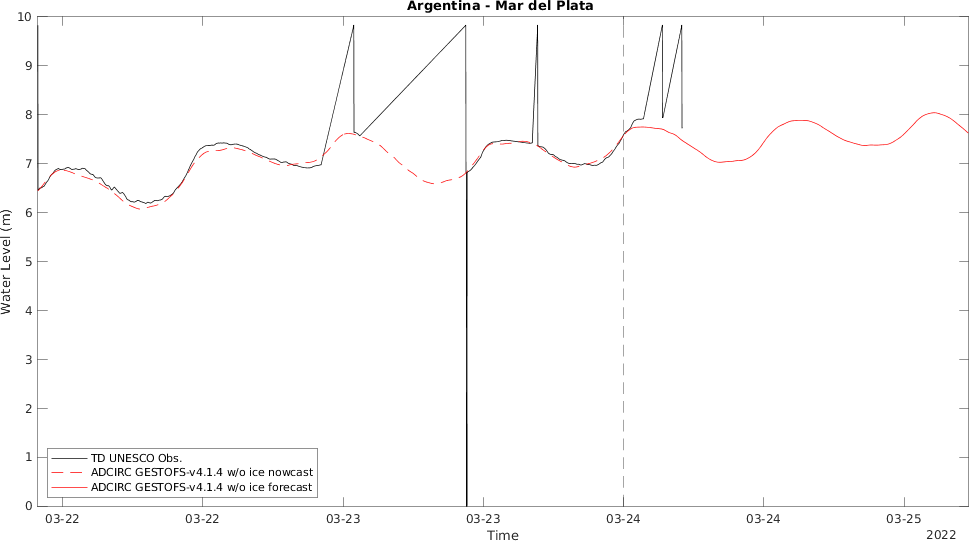 Argentina - Mar del Plata
10
9
8
7
6
5
4
3
2
1
0
Water Level (m)
TD UNESCO Obs.
ADCIRC GESTOFS-v4.1.4 w/o ice nowcast
ADCIRC GESTOFS-v4.1.4 w/o ice forecast
03-22 03-22 03-23 03-23 03-24 03-24 03-25
Time
2022